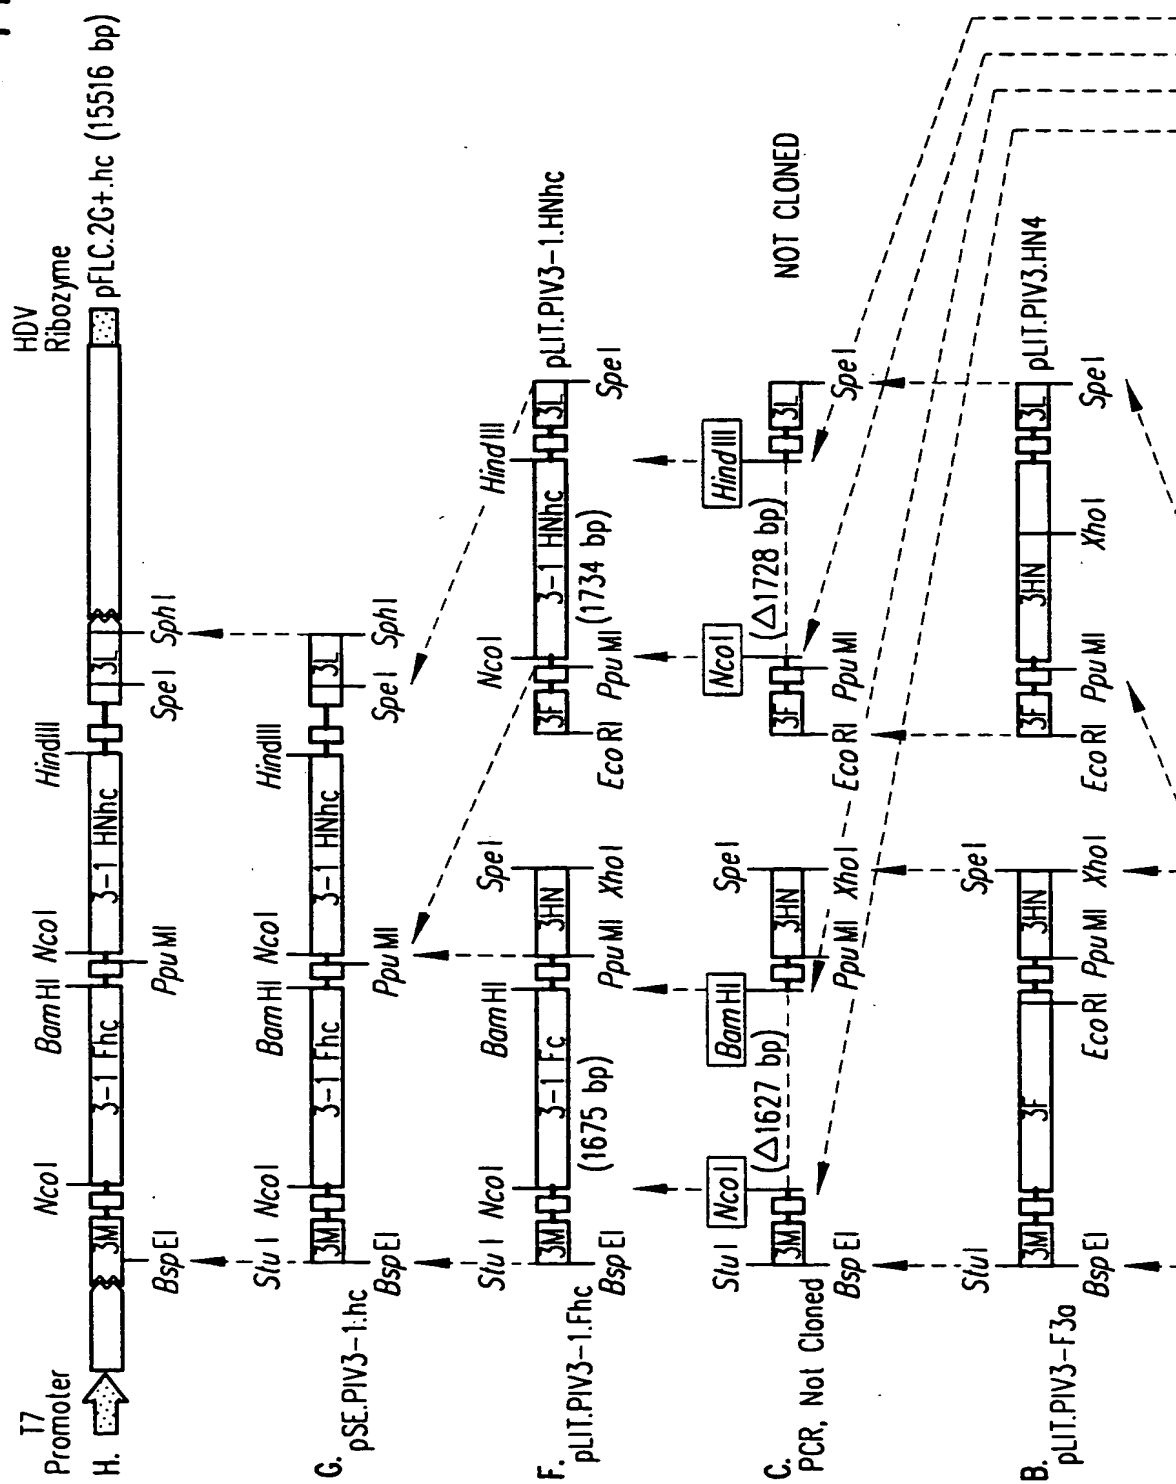 T7
Promoter
HDV
Ribozyme
H.
pFLC.2G+.hc (15516 bp)
NcoI
BamHI
NcoI
HindIII
3M
3-1 Fhc
3-1 HNhc
3L
BspEI
PpuMI
SpeI
SphI
G.
pSE.PIV3-1.hc
StuI
NcoI
BamHI
NcoI
HindIII
3M
3-1 Fhc
3-1 HNhc
3L
BspEI
PpuMI
SpeI
SphI
F.
pLIT.PIV3-1.Fhc
StuI
NcoI
BamHI
SpeI
3M
3-1 Fc
3HN
(1675 bp)
BspEI
PpuMI
XhoI
NcoI
HindIII
3F
3-1 HNhc
3L
pLIT.PIV3-1.HNhc
(1734 bp)
EcoRI
PpuMI
SpeI
C.
PCR, Not Cloned
StuI
NcoI
BamHI
SpeI
(△1627 bp)
3M
3HN
BspEI
PpuMI
XhoI
NcoI
HindIII
(△1728 bp)
3F
3L
NOT CLONED
EcoRI
PpuMI
SpeI
B.
pLIT.PIV3-F3a
StuI
SpeI
3M
3F
3HN
BspEI
EcoRI
PpuMI
XhoI
3F
3HN
3L
pLIT.PIV3.HN4
EcoRI
PpuMI
XhoI
SpeI